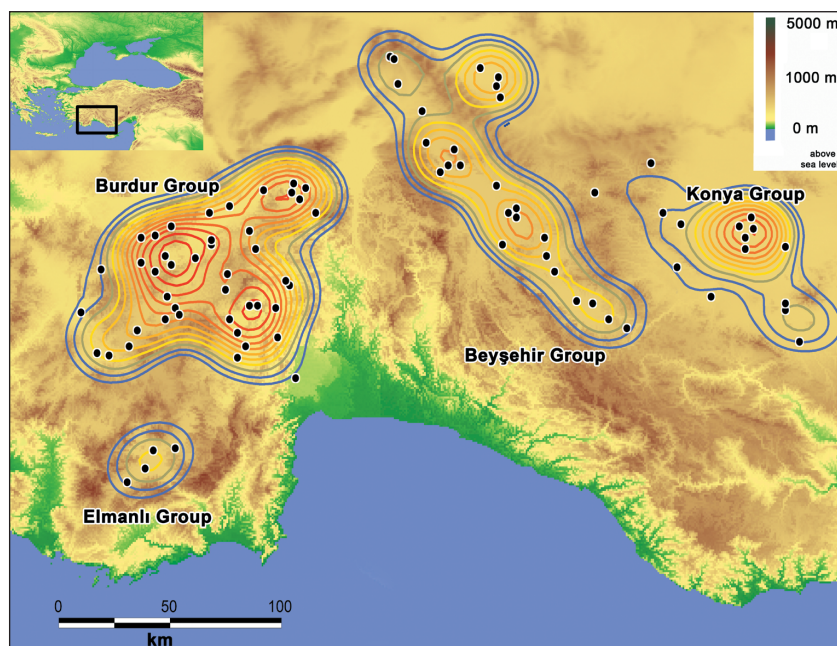 5000 m
1000 m
0 m
above
sea level
Burdur Group
Konya Group
Beyşehir Group
Elmanlı Group
0 50 100
km